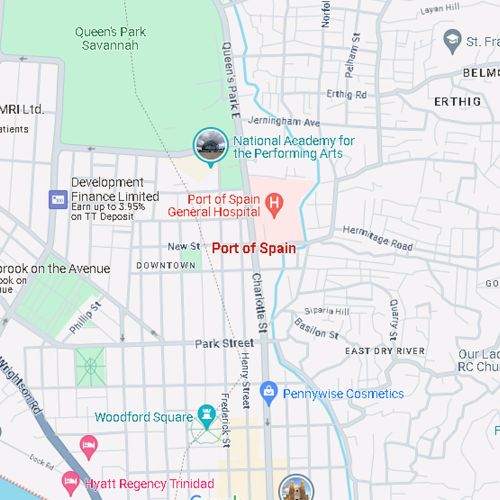 Layan Hill
Norfol
Queen's Park
Savannah
Pelham St
St. Fra
BELMO
Queen's Park E
Erthig Rd
ERTHIG
MRI Ltd.
atients
Jerningham Ave
National Academy for
the Performing Arts
Development
Finance Limited
Earn up to 3.95%
on TT Deposit
Port of Spain
General Hospital
H
Hermitage Road
New St
Port of Spain
brook on the Avenue
ook on
nue
DOWNTOWN
GO
Charlotte St
Phillip St
Siparia Hill
Quarry St
Basilon St
Park Street
EAST DRY RIVER
Our La
RC Chu
Wrightson Rd
Henry Street
Frederick St
Pennywise Cosmetics
Woodford Square
F
Dock Rd
Hyatt Regency Trinidad